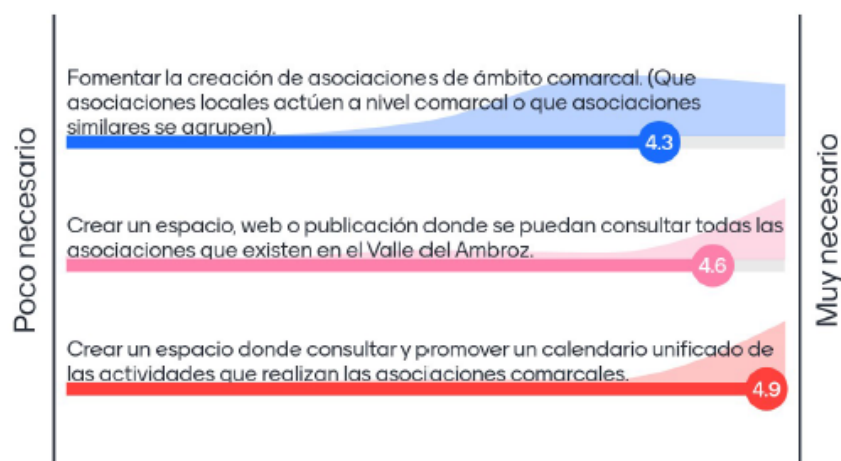 Fomentar la creación de asociaciones de ámbito comarcal. (Que
asociaciones locales actúen a nivel comarcal o que asociaciones
similares se agrupen).
4.3
Crear un espacio, web o publicación donde se puedan consultar todas las
asociaciones que existen en el Valle del Ambroz.
4.6
Crear un espacio donde consultar y promover un calendario unificado de
las actividades que realizan las asociaciones comarcales.
4.9
Poco necesario
Muy necesario